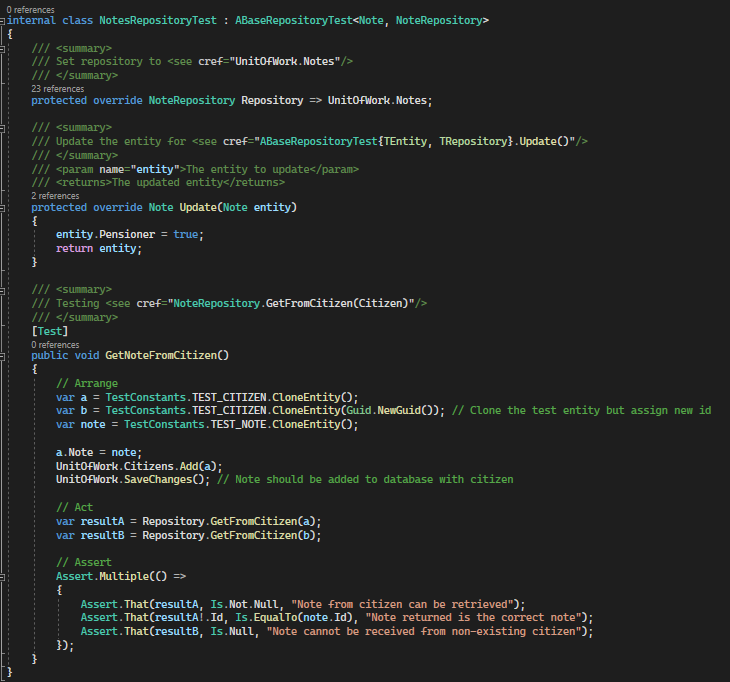 0 references
internal class NotesRepositoryTest : ABaseRepositoryTest<Note, NoteRepository>
{
/// <summary>
/// Set repository to <see cref="UnitOfWork.Notes"/>
/// </summary>
23 references
protected override NoteRepository Repository => UnitOfWork.Notes;
/// <summary>
/// Update the entity for <see cref="ABaseRepositoryTest{TEntity, TRepository}.Update()"/>
/// </summary>
/// <param name="entity">The entity to update</param>
/// <returns>The updated entity</returns>
2 references
protected override Note Update(Note entity)
{
entity.Pensioner = true;
return entity;
}
/// <summary>
/// Testing <see cref="NoteRepository.GetFromCitizen(Citizen)"/>
/// </summary>
[Test]
0 references
public void GetNoteFromCitizen()
{
// Arrange
var a = TestConstants.TEST_CITIZEN.CloneEntity();
var b = TestConstants.TEST_CITIZEN.CloneEntity(Guid.NewGuid()); // Clone the test entity but assign new id
var note = TestConstants.TEST_NOTE.CloneEntity();
a.Note = note;
UnitOfWork.Citizens.Add(a);
UnitOfWork.SaveChanges(); // Note should be added to database with citizen
// Act
var resultA = Repository.GetFromCitizen(a);
var resultB = Repository.GetFromCitizen(b);
// Assert
Assert.Multiple(() =>
{
Assert.That(resultA, Is.Not.Null, "Note from citizen can be retrieved");
Assert.That(resultA!.Id, Is.EqualTo(note.Id), "Note returned is the correct note");
Assert.That(resultB, Is.Null, "Note cannot be received from non-existing citizen");
});
}
}